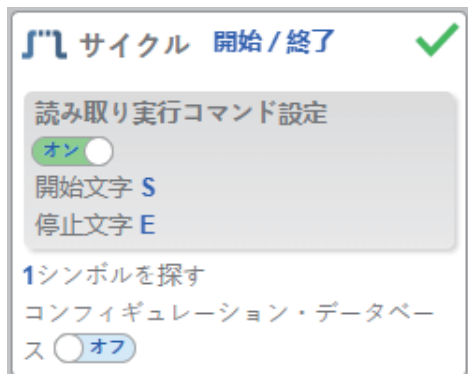 サイクル 開始 / 終了
読み取り実行コマンド設定
オン
開始文字 S
停止文字 E
1シンボルを探す
コンフィギュレーション・データベー
ス オフ